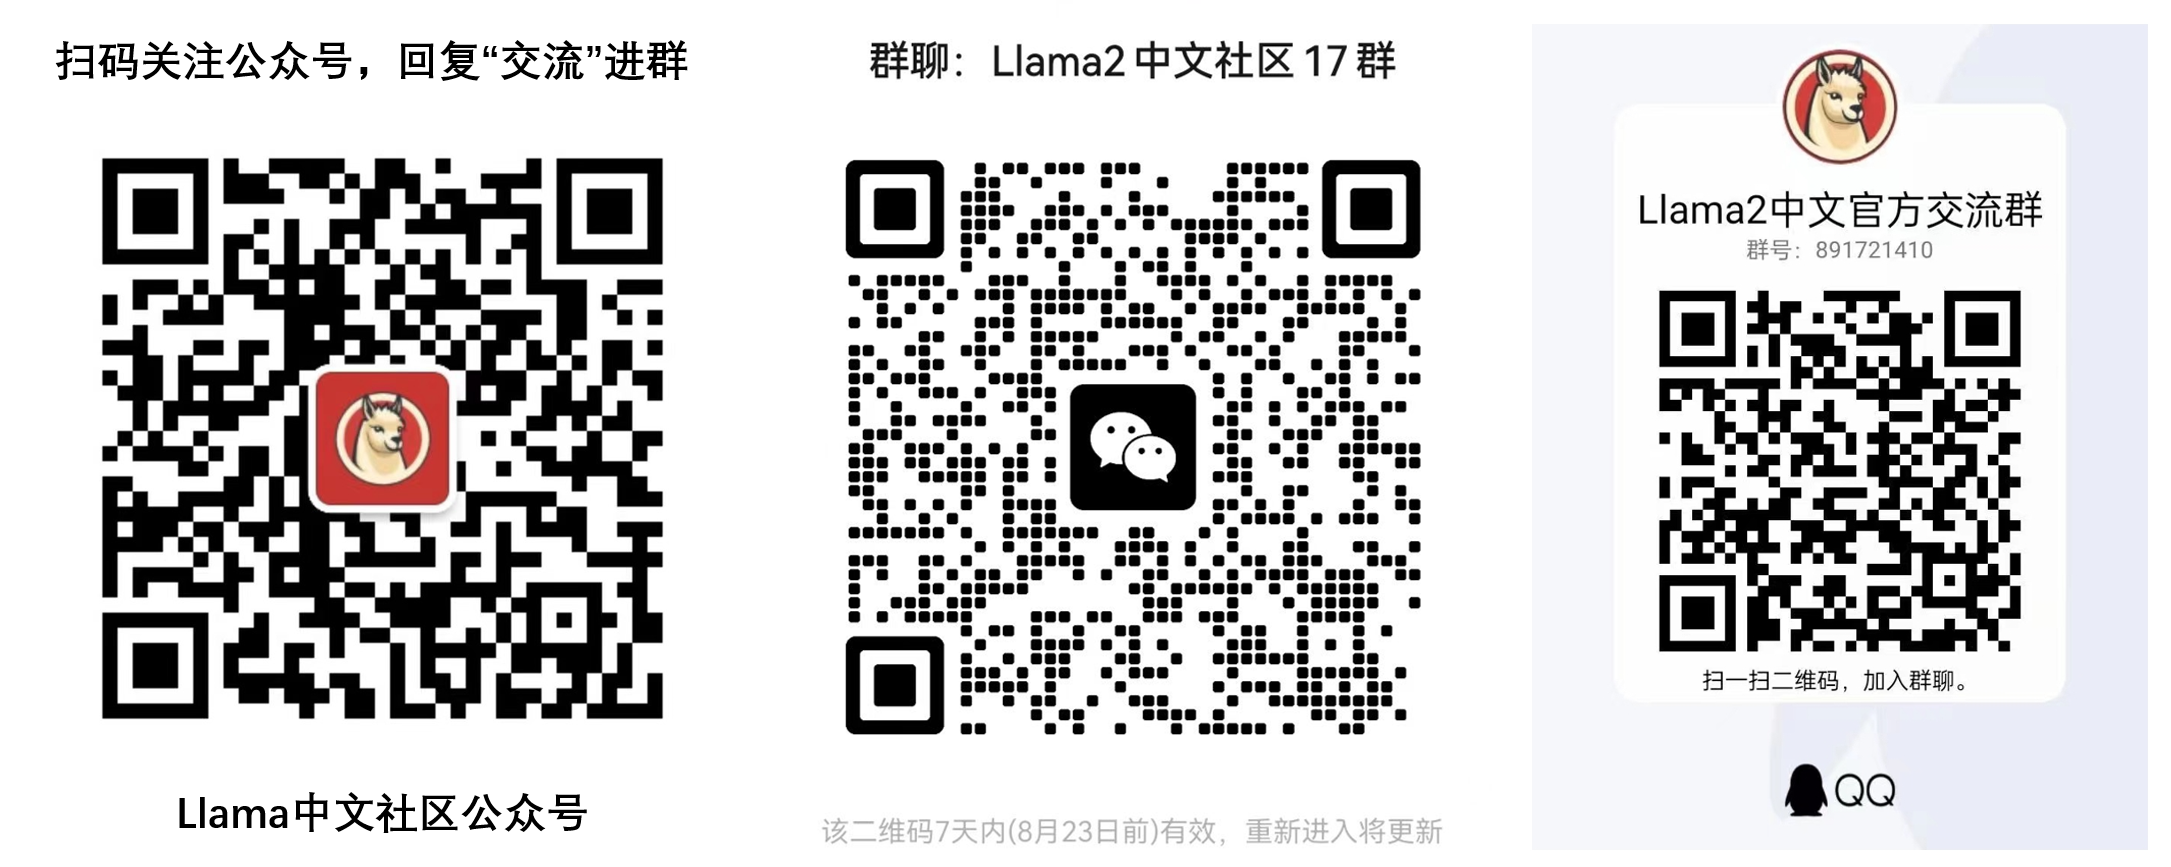 扫码关注公众号，回复“交流”进群
Llama中文社区公众号
群聊：Llama2 中文社区 17 群
该二维码7天内(8月23日前)有效，重新进入将更新
Llama2中文官方交流群
群号：891721410
扫一扫二维码，加入群聊。
QQ